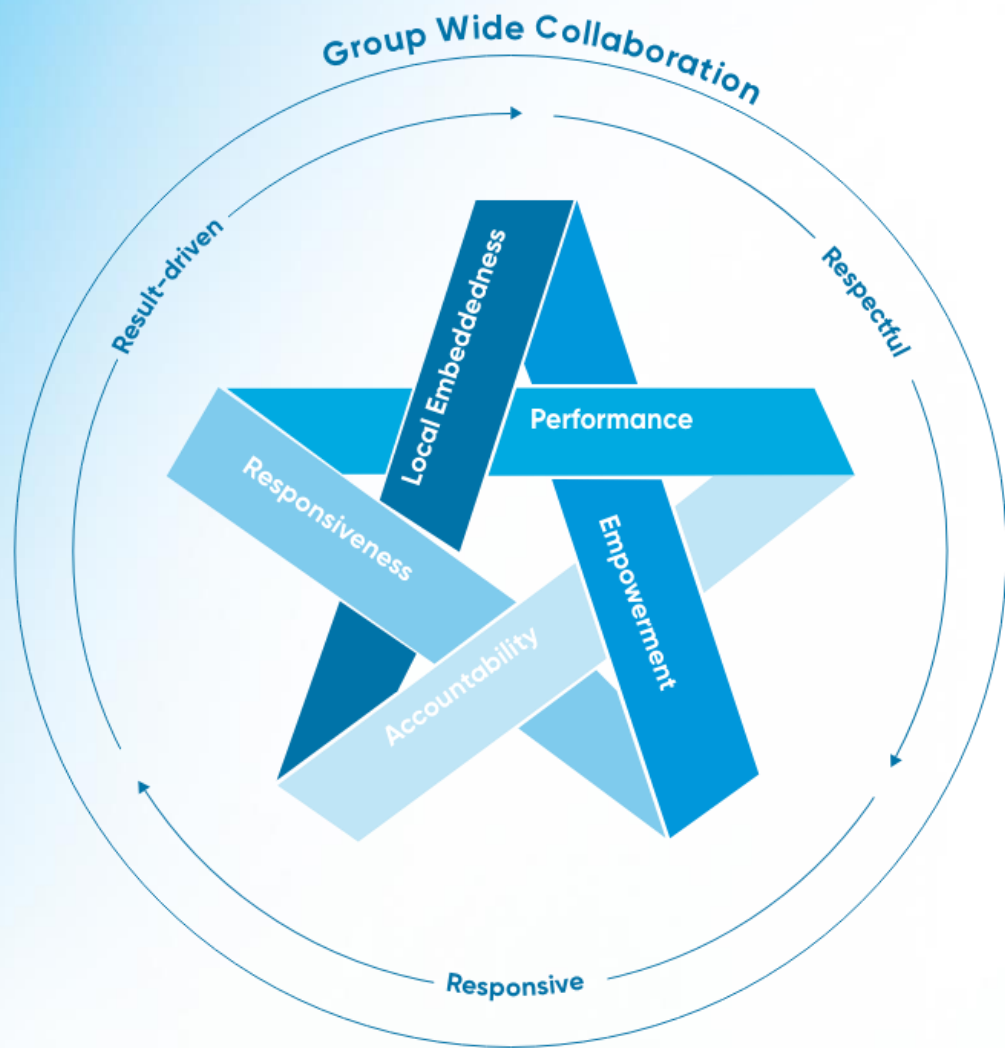 Group Wide Collaboration
Result-driven
Respectful
Local Embeddedness
Performance
Responsiveness
Empowerment
Accountability
Responsive